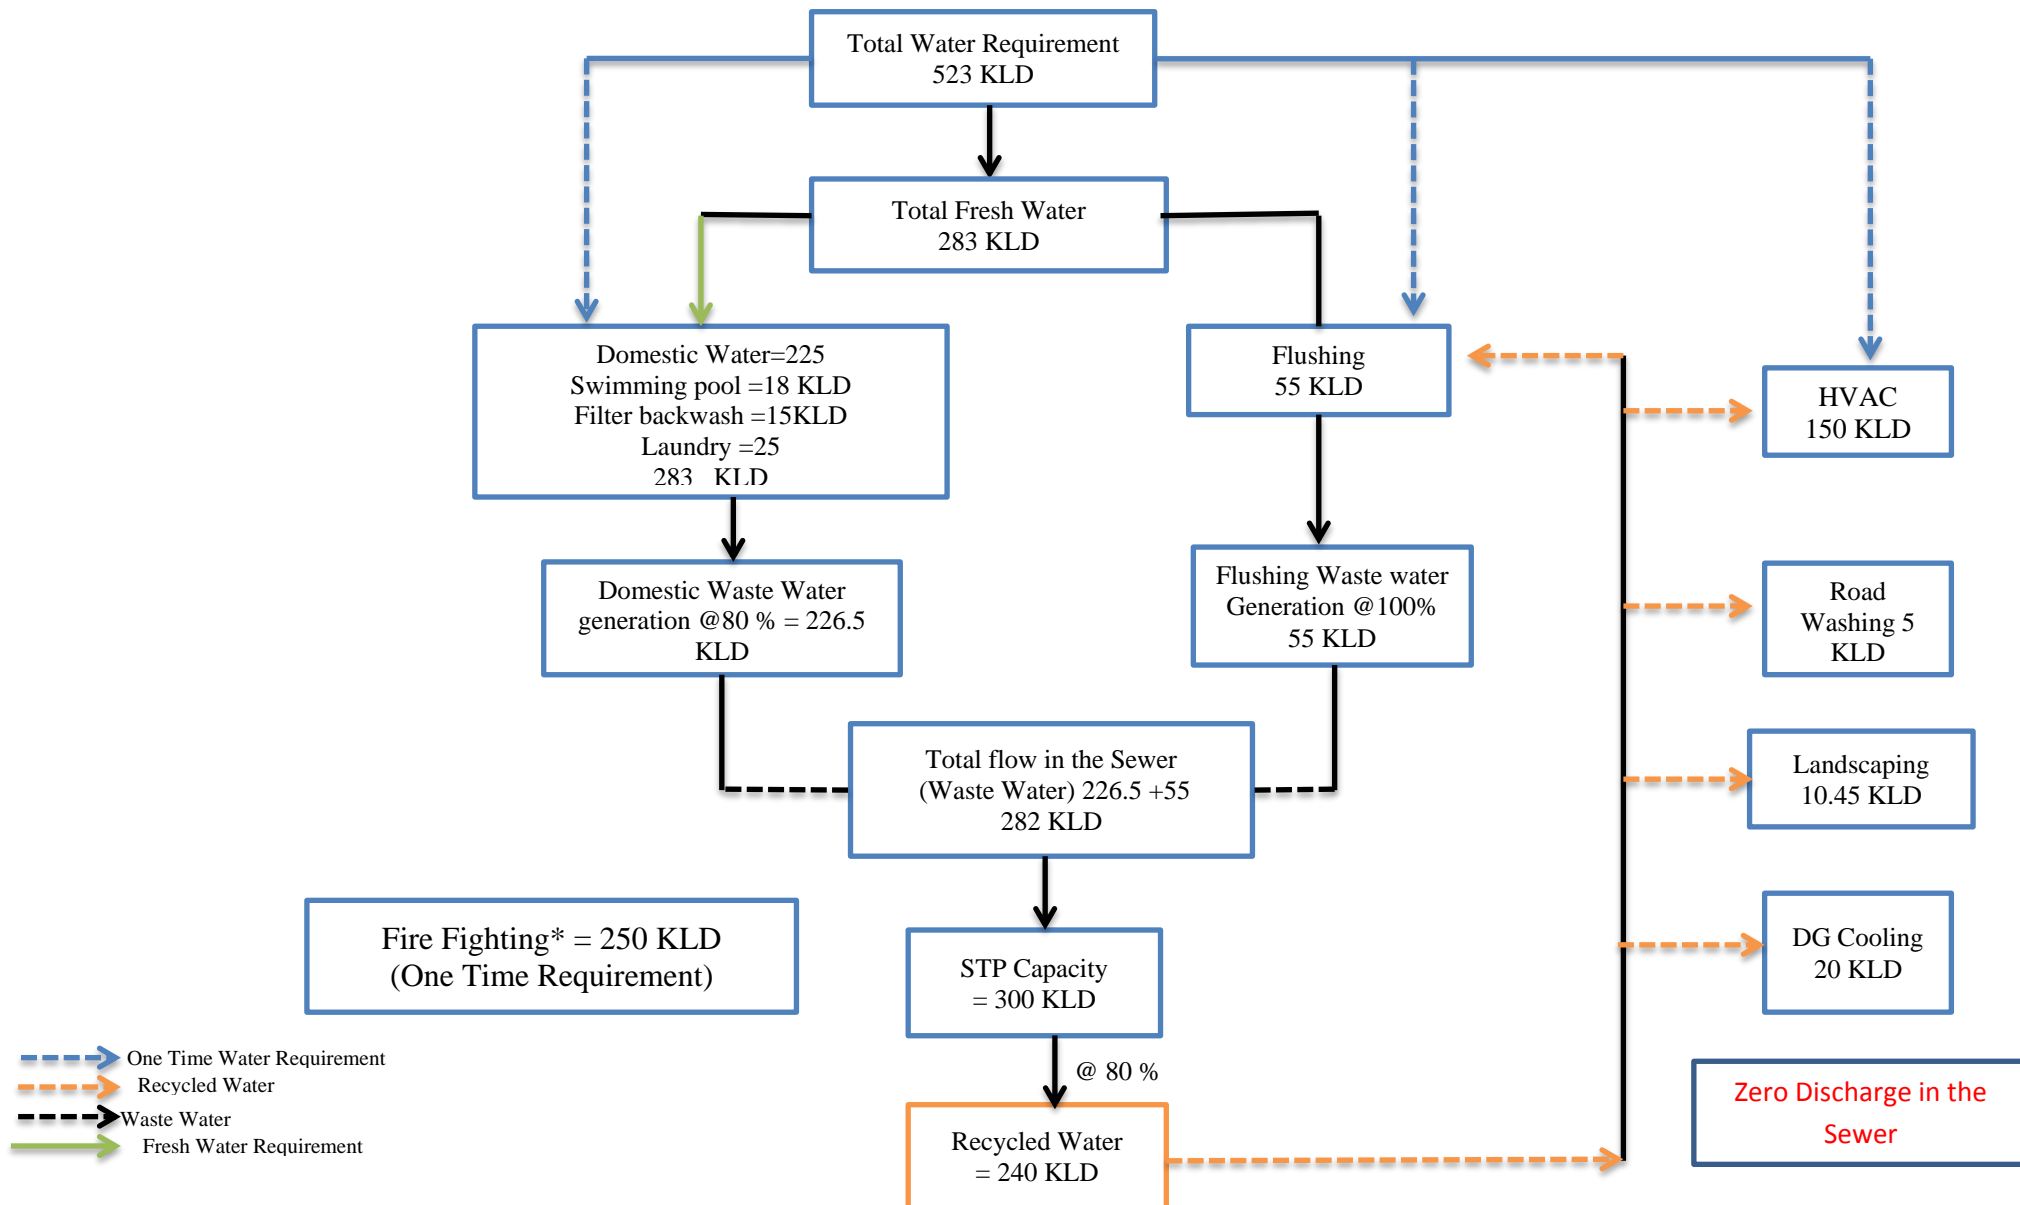 Total Water Requirement
523 KLD
Total Fresh Water
283 KLD
Domestic Water=225
Swimming pool =18 KLD
Filter backwash =15KLD
Laundry =25
283 KLD
Flushing
55 KLD
HVAC
150 KLD
Domestic Waste Water
generation @80 % = 226.5
KLD
Flushing Waste water
Generation @100%
55 KLD
Road
Washing 5
KLD
Total flow in the Sewer
(Waste Water) 226.5 +55
282 KLD
Landscaping
10.45 KLD
Fire Fighting* = 250 KLD
(One Time Requirement)
STP Capacity
= 300 KLD
DG Cooling
20 KLD
@ 80 %
Recycled Water
= 240 KLD
One Time Water Requirement
Recycled Water
Waste Water
Fresh Water Requirement
Zero Discharge in the
Sewer